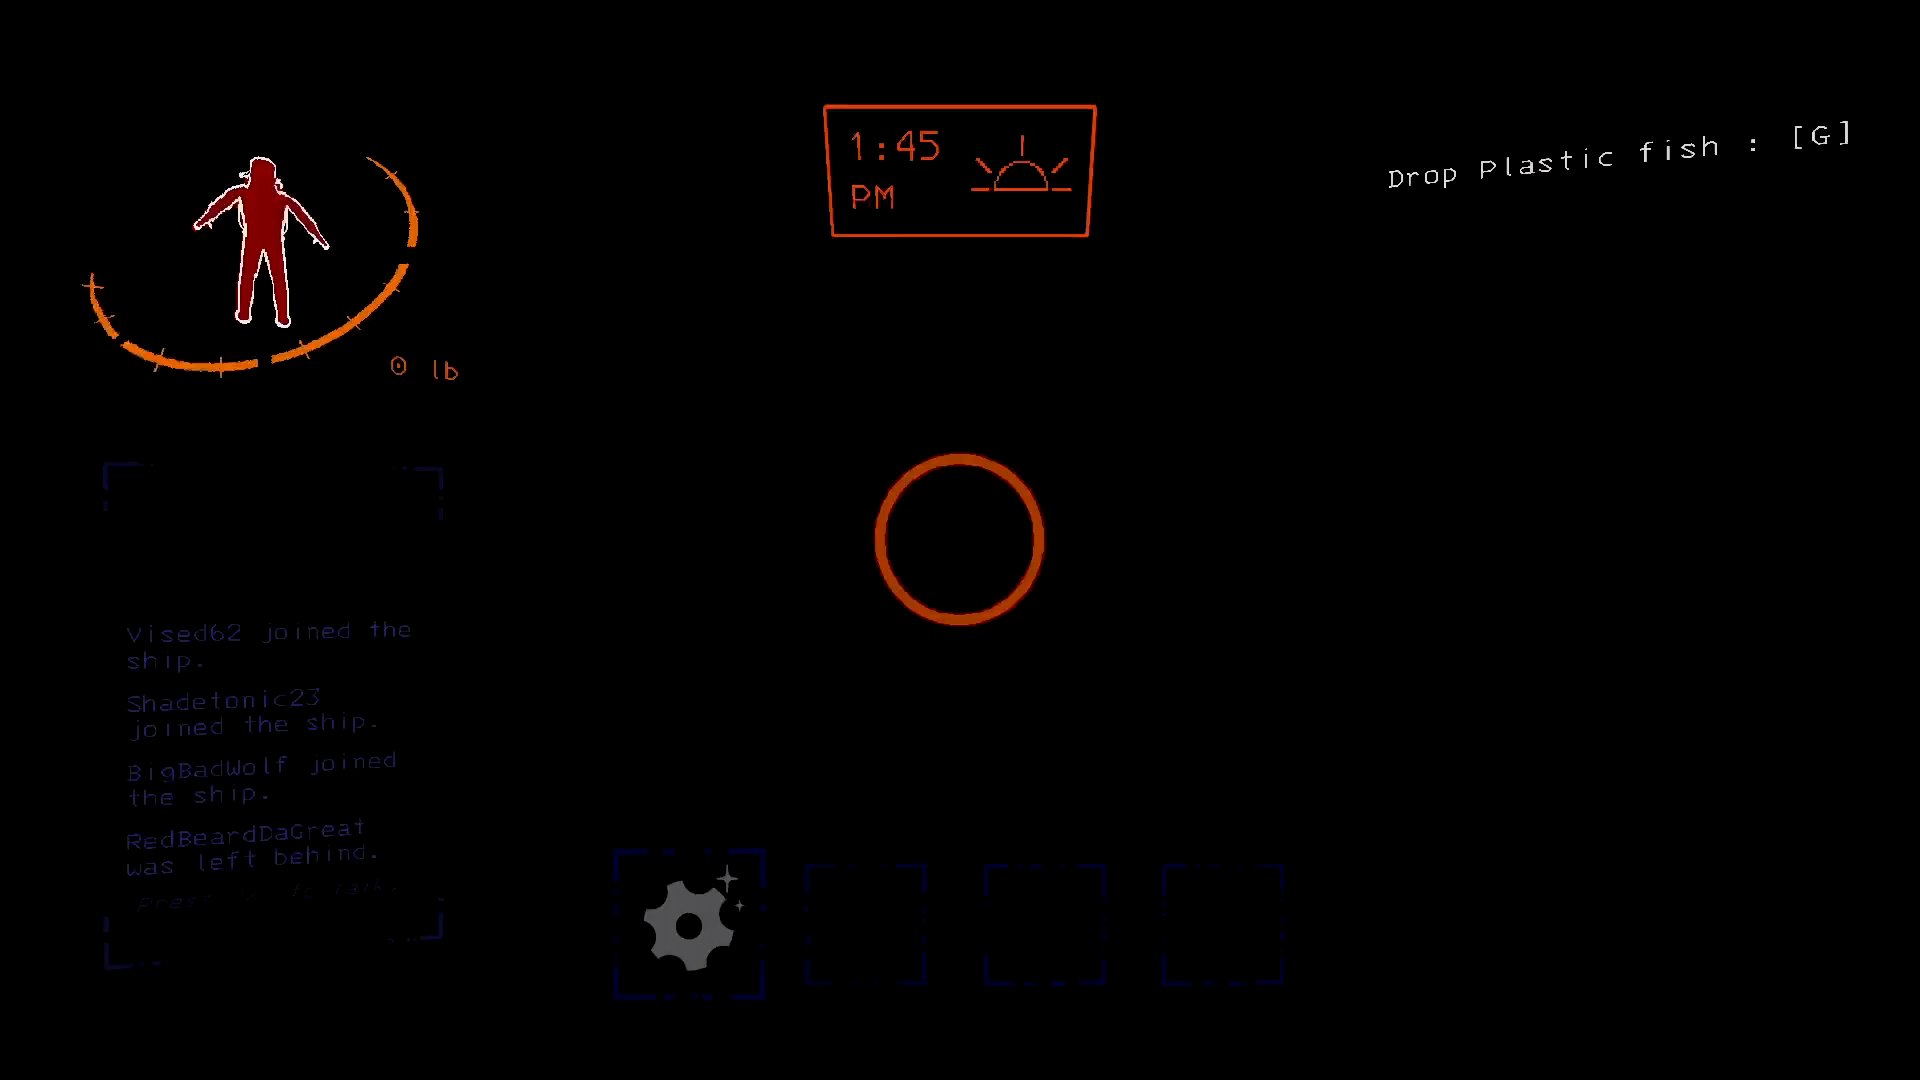 1:45
PM
Drop Plastic fish : [G]
0 lb
Vised62 joined the
ship.
Shadetonic23
joined the ship.
BigBadWolf joined
the ship.
RedBeardDaGreat
was left behind.